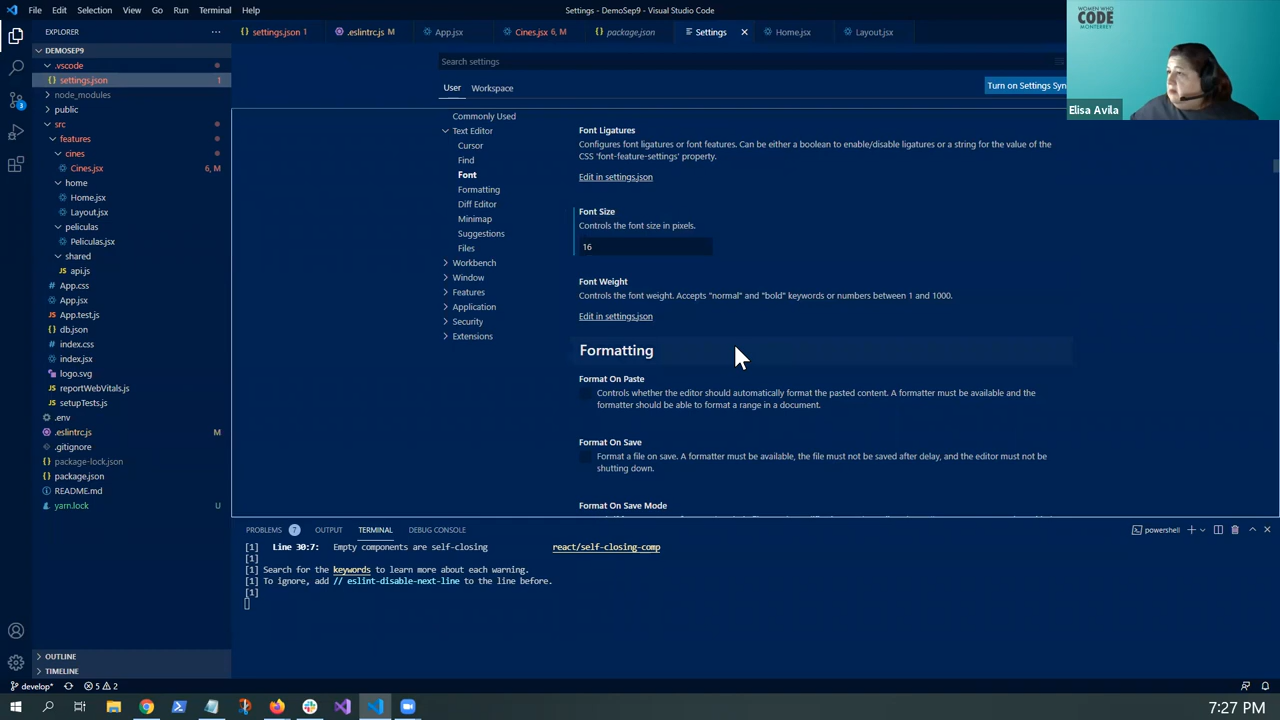 File Edit Selection View Go Run Terminal Help
Settings - DemoSep9 - Visual Studio Code
WOMEN WHO
CODE
MONTERREY
Elisa Avila
EXPLORER
settings.json 1
.eslintrc.js M
App.jsx
Cines.jsx 6, M
package.json
Settings
Home.jsx
Layout.jsx
DEMOSEP9
.vscode
settings.json 1
node_modules
public
src
features
cines
Cines.jsx 6, M
home
Home.jsx
Layout.jsx
peliculas
Peliculas.jsx
shared
api.js
App.css
App.jsx
App.test.js
db.json
index.css
index.jsx
logo.svg
reportWebVitals.js
setupTests.js
.env
.eslintrc.js M
.gitignore
package-lock.json
package.json
README.md
yarn.lock U
OUTLINE
TIMELINE
3
Search settings
User Workspace
Turn on Settings Syn
Commonly Used
Text Editor
Cursor
Find
Font
Formatting
Diff Editor
Minimap
Suggestions
Files
Workbench
Window
Features
Application
Security
Extensions
Font Ligatures
Configures font ligatures or font features. Can be either a boolean to enable/disable ligatures or a string for the value of the
CSS 'font-feature-settings' property.
Edit in settings.json
Font Size
Controls the font size in pixels.
16
Font Weight
Controls the font weight. Accepts "normal" and "bold" keywords or numbers between 1 and 1000.
Edit in settings.json
Formatting
Format On Paste
Controls whether the editor should automatically format the pasted content. A formatter must be available and the
formatter should be able to format a range in a document.
Format On Save
Format a file on save. A formatter must be available, the file must not be saved after delay, and the editor must not be
shutting down.
Format On Save Mode
PROBLEMS 7 OUTPUT TERMINAL DEBUG CONSOLE
powershell
[1] Line 30:7: Empty components are self-closing react/self-closing-comp
[1]
[1] Search for the keywords to learn more about each warning.
[1] To ignore, add // eslint-disable-next-line to the line before.
[1]
develop* 5 2
7:27 PM